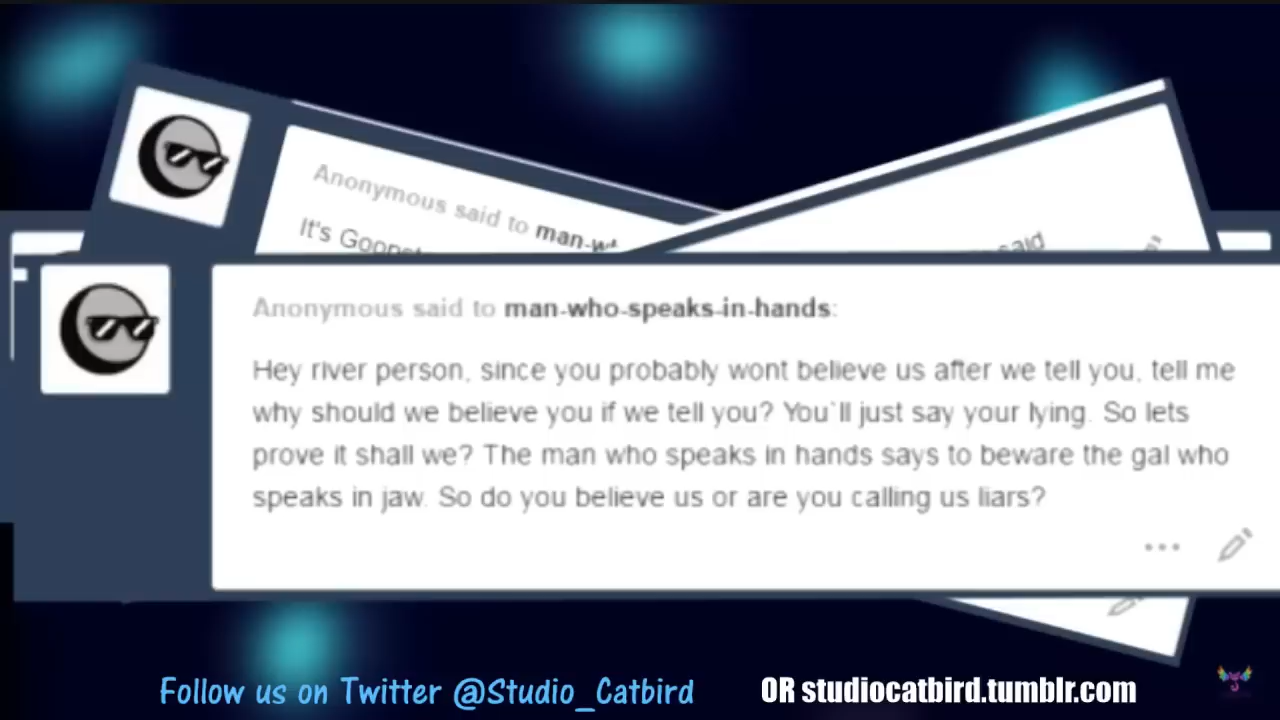 Anonymous said to man-w
It's Goop
said
Anonymous said to man-who-speaks-in-hands:
Hey river person, since you probably wont believe us after we tell you, tell me
why should we believe you if we tell you? You`ll just say your lying. So lets
prove it shall we? The man who speaks in hands says to beware the gal who
speaks in jaw. So do you believe us or are you calling us liars?
Follow us on Twitter @Studio_Catbird OR studiocatbird.tumblr.com